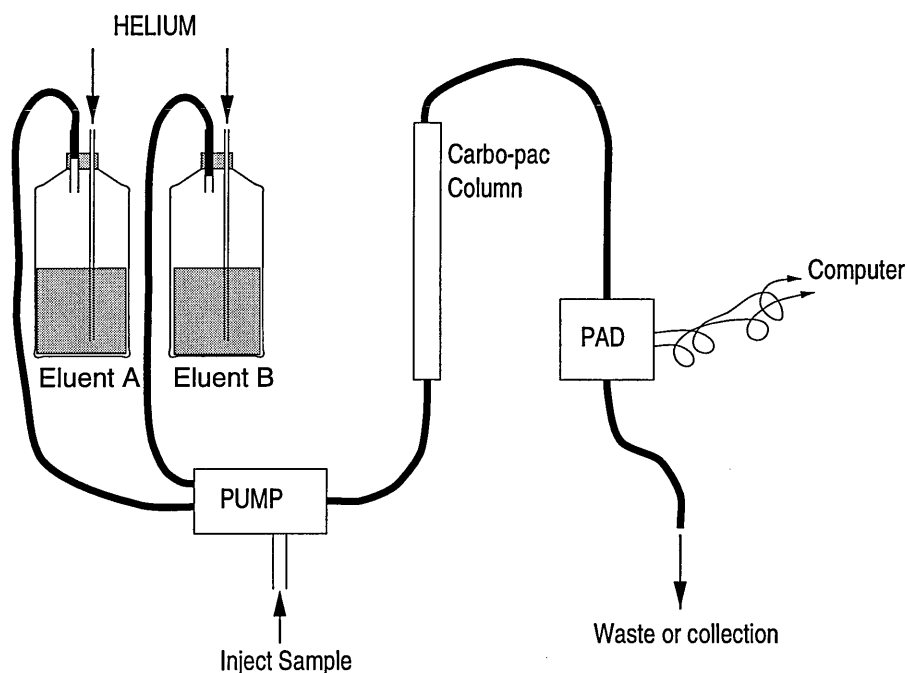 HELIUM
Carbo-pac
Column
Computer
PAD
Eluent A
Eluent B
PUMP
Waste or collection
Inject Sample